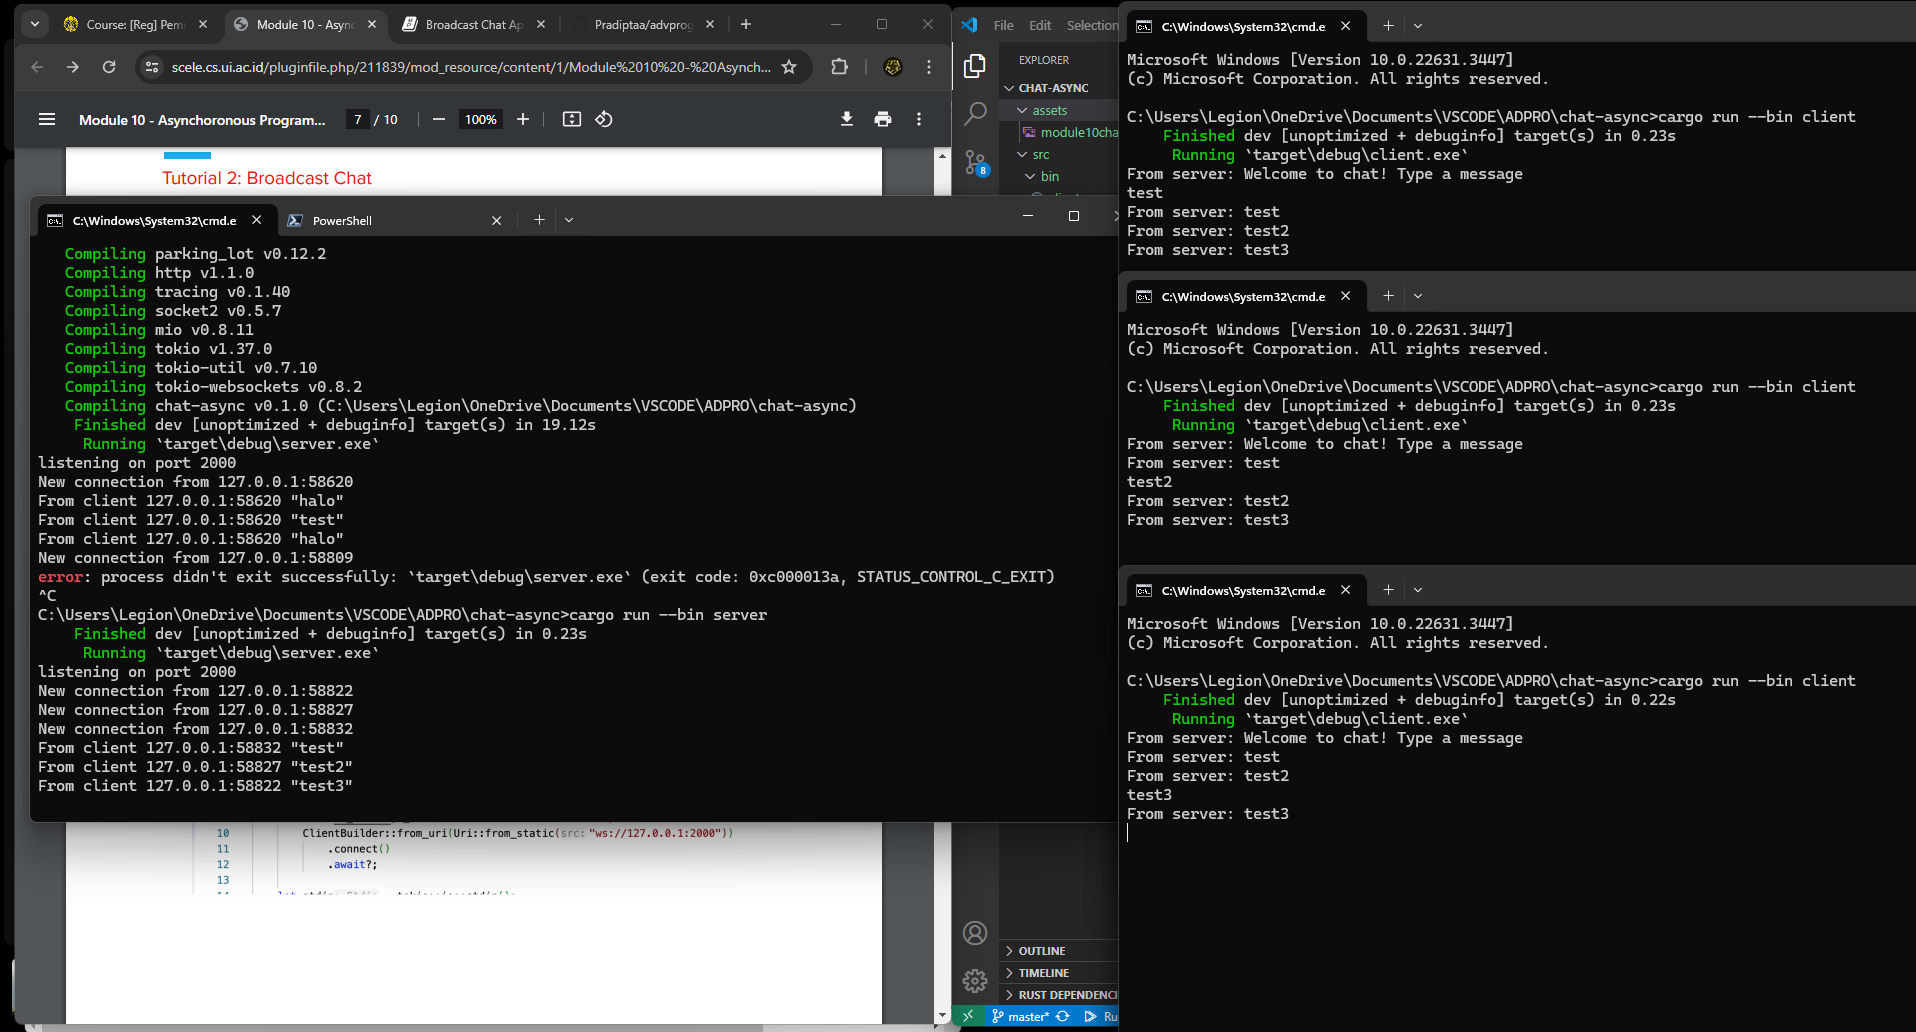 Course: [Reg] Pem
Module 10 - Async
Broadcast Chat Ap
Pradiptaa/advprog
scele.cs.ui.ac.id/pluginfile.php/211839/mod_resource/content/1/Module%2010%20-%20Asynch...
Module 10 - Asynchoronous Program...
7 / 10
100%
Tutorial 2: Broadcast Chat
C:\Windows\System32\cmd.e
PowerShell
Compiling parking_lot v0.12.2
Compiling http v1.1.0
Compiling tracing v0.1.40
Compiling socket2 v0.5.7
Compiling mio v0.8.11
Compiling tokio v1.37.0
Compiling tokio-util v0.7.10
Compiling tokio-websockets v0.8.2
Compiling chat-async v0.1.0 (C:\Users\Legion\OneDrive\Documents\VSCODE\ADPRO\chat-async)
Finished dev [unoptimized + debuginfo] target(s) in 19.12s
Running `target\debug\server.exe`
listening on port 2000
New connection from 127.0.0.1:58620
From client 127.0.0.1:58620 "halo"
From client 127.0.0.1:58620 "test"
From client 127.0.0.1:58620 "halo"
New connection from 127.0.0.1:58809
error: process didn't exit successfully: `target\debug\server.exe` (exit code: 0xc000013a, STATUS_CONTROL_C_EXIT)
^C
C:\Users\Legion\OneDrive\Documents\VSCODE\ADPRO\chat-async>cargo run --bin server
Finished dev [unoptimized + debuginfo] target(s) in 0.23s
Running `target\debug\server.exe`
listening on port 2000
New connection from 127.0.0.1:58822
New connection from 127.0.0.1:58827
New connection from 127.0.0.1:58832
From client 127.0.0.1:58832 "test"
From client 127.0.0.1:58827 "test2"
From client 127.0.0.1:58822 "test3"
10 ClientBuilder::from_uri(Uri::from_static(src: "ws://127.0.0.1:2000"))
11 .connect()
12 .await?;
13
File Edit Selection
EXPLORER
CHAT-ASYNC
assets
module10cha
src
bin
8
OUTLINE
TIMELINE
RUST DEPENDENCI
master* Ru
C:\Windows\System32\cmd.e
Microsoft Windows [Version 10.0.22631.3447]
(c) Microsoft Corporation. All rights reserved.
C:\Users\Legion\OneDrive\Documents\VSCODE\ADPRO\chat-async>cargo run --bin client
Finished dev [unoptimized + debuginfo] target(s) in 0.23s
Running `target\debug\client.exe`
From server: Welcome to chat! Type a message
test
From server: test
From server: test2
From server: test3
C:\Windows\System32\cmd.e
Microsoft Windows [Version 10.0.22631.3447]
(c) Microsoft Corporation. All rights reserved.
C:\Users\Legion\OneDrive\Documents\VSCODE\ADPRO\chat-async>cargo run --bin client
Finished dev [unoptimized + debuginfo] target(s) in 0.23s
Running `target\debug\client.exe`
From server: Welcome to chat! Type a message
From server: test
test2
From server: test2
From server: test3
C:\Windows\System32\cmd.e
Microsoft Windows [Version 10.0.22631.3447]
(c) Microsoft Corporation. All rights reserved.
C:\Users\Legion\OneDrive\Documents\VSCODE\ADPRO\chat-async>cargo run --bin client
Finished dev [unoptimized + debuginfo] target(s) in 0.22s
Running `target\debug\client.exe`
From server: Welcome to chat! Type a message
From server: test
From server: test2
test3
From server: test3